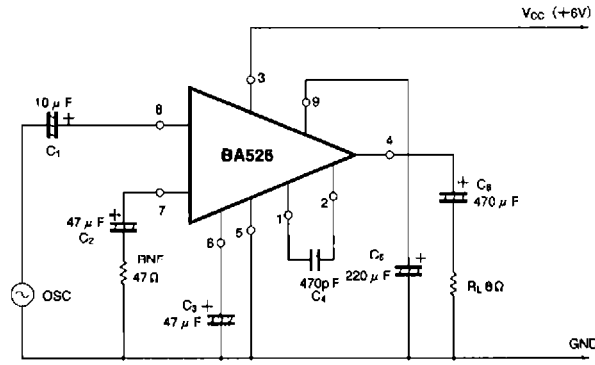 VCC (+6V)
3
9
10μF
+
C1
8
BA526
4
7
+
47μF
C2
RNF
47Ω
6
5
1
2
+
C6
470μF
+
C5
220μF
470pF
C4
C3 +
47μF
OSC
RL 8Ω
GND